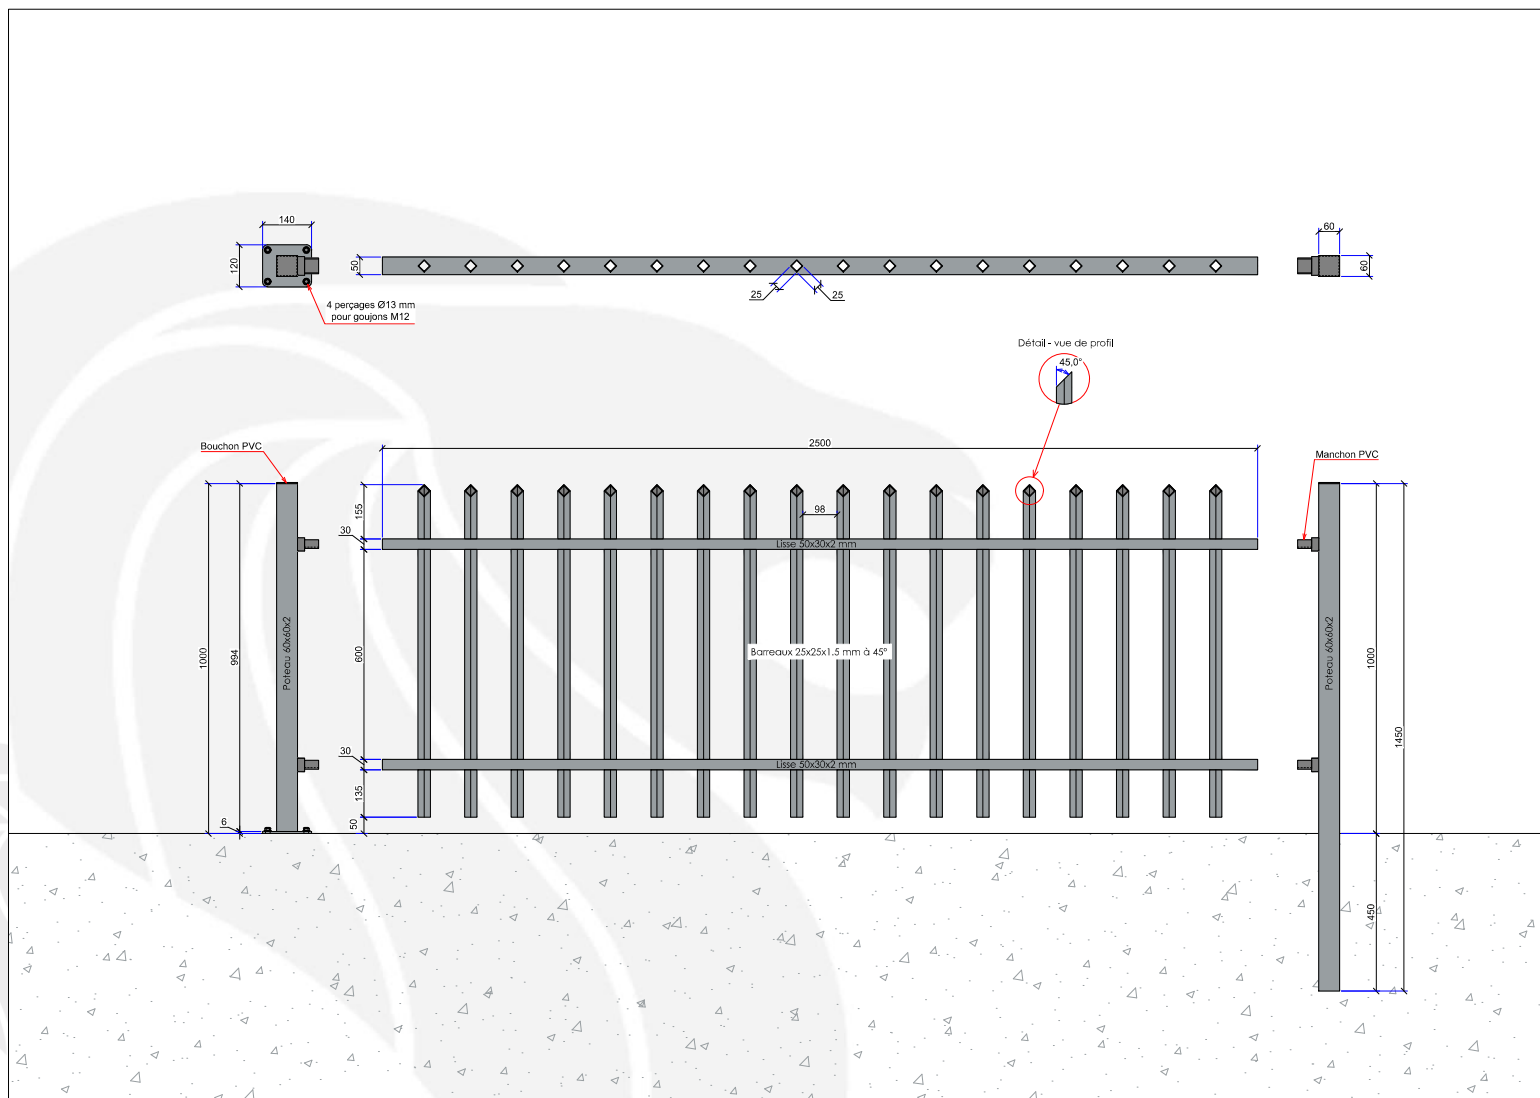 140
120
4 perçages Ø13 mm
pour goujons M12
50
25
25
60
60
Détail - vue de profil
45,0°
2500
Bouchon PVC
Manchon PVC
1000
994
Poteau 60x60x2
6
155
30
600
30
135
50
98
Lisse 50x30x2 mm
Barreaux 25x25x1.5 mm à 45°
Lisse 50x30x2 mm
Poteau 60x60x2
1000
1450
450